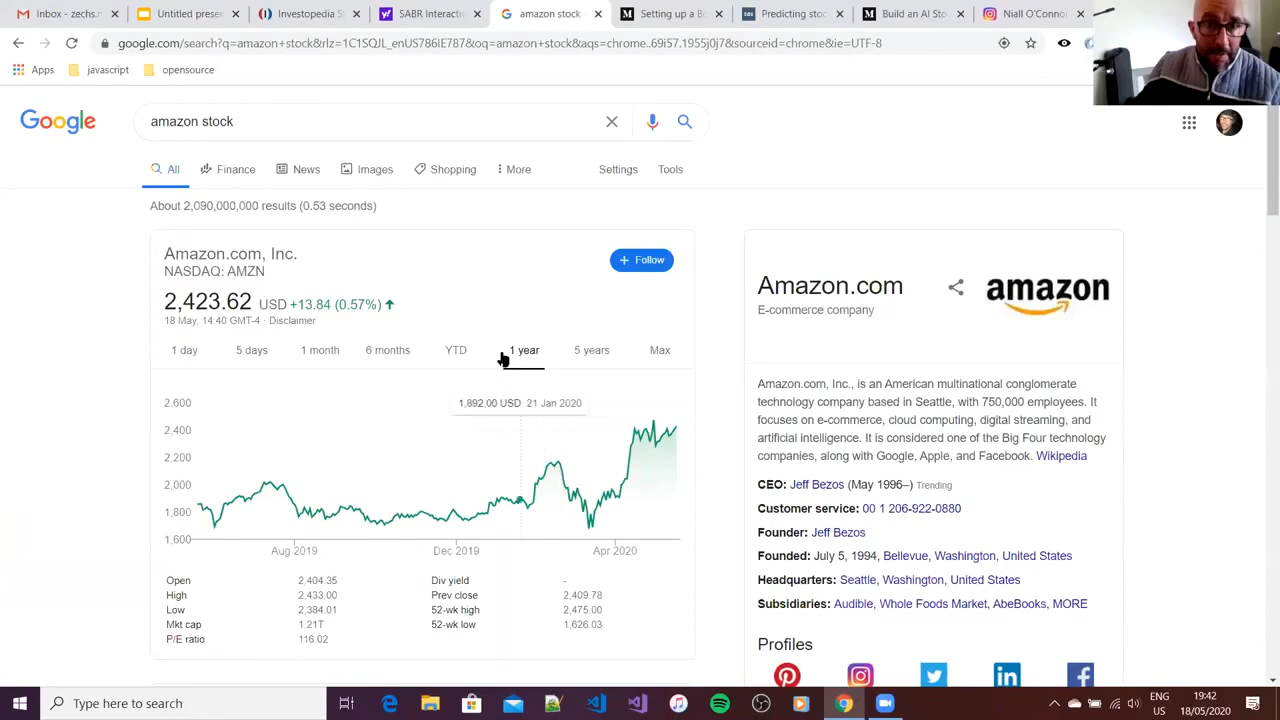 zechs.n
Untitled preser
Investopedia S
SABR Interactiv
amazon stock
Setting up a Bo
tds
Predicting stoc
Build an AI Stoc
Niall O'Connor
google.com/search?q=amazon+stock&rlz=1C1SQJL_enUS786IE787&oq=amazon+stock&aqs=chrome..69i57.1955j0j7&sourceid=chrome&ie=UTF-8
Apps
javascript
opensource
Google
amazon stock
All
Finance
News
Images
Shopping
More
Settings
Tools
About 2,090,000,000 results (0.53 seconds)
Amazon.com, Inc.
NASDAQ: AMZN
+ Follow
2,423.62 USD +13.84 (0.57%)
18 May, 14:40 GMT-4 · Disclaimer
1 day
5 days
1 month
6 months
YTD
1 year
5 years
Max
1,892.00 USD 21 Jan 2020
2,600
2,400
2,200
2,000
1,800
1,600
Aug 2019
Dec 2019
Apr 2020
Open 2,404.35
High 2,433.00
Low 2,384.01
Mkt cap 1.21T
P/E ratio 116.02
Div yield -
Prev close 2,409.78
52-wk high 2,475.00
52-wk low 1,626.03
Amazon.com
E-commerce company
amazon
Amazon.com, Inc., is an American multinational conglomerate
technology company based in Seattle, with 750,000 employees. It
focuses on e-commerce, cloud computing, digital streaming, and
artificial intelligence. It is considered one of the Big Four technology
companies, along with Google, Apple, and Facebook. Wikipedia
CEO: Jeff Bezos (May 1996–) Trending
Customer service: 00 1 206-922-0880
Founder: Jeff Bezos
Founded: July 5, 1994, Bellevue, Washington, United States
Headquarters: Seattle, Washington, United States
Subsidiaries: Audible, Whole Foods Market, AbeBooks, MORE
Profiles
Type here to search
ENG
US
19:42
18/05/2020